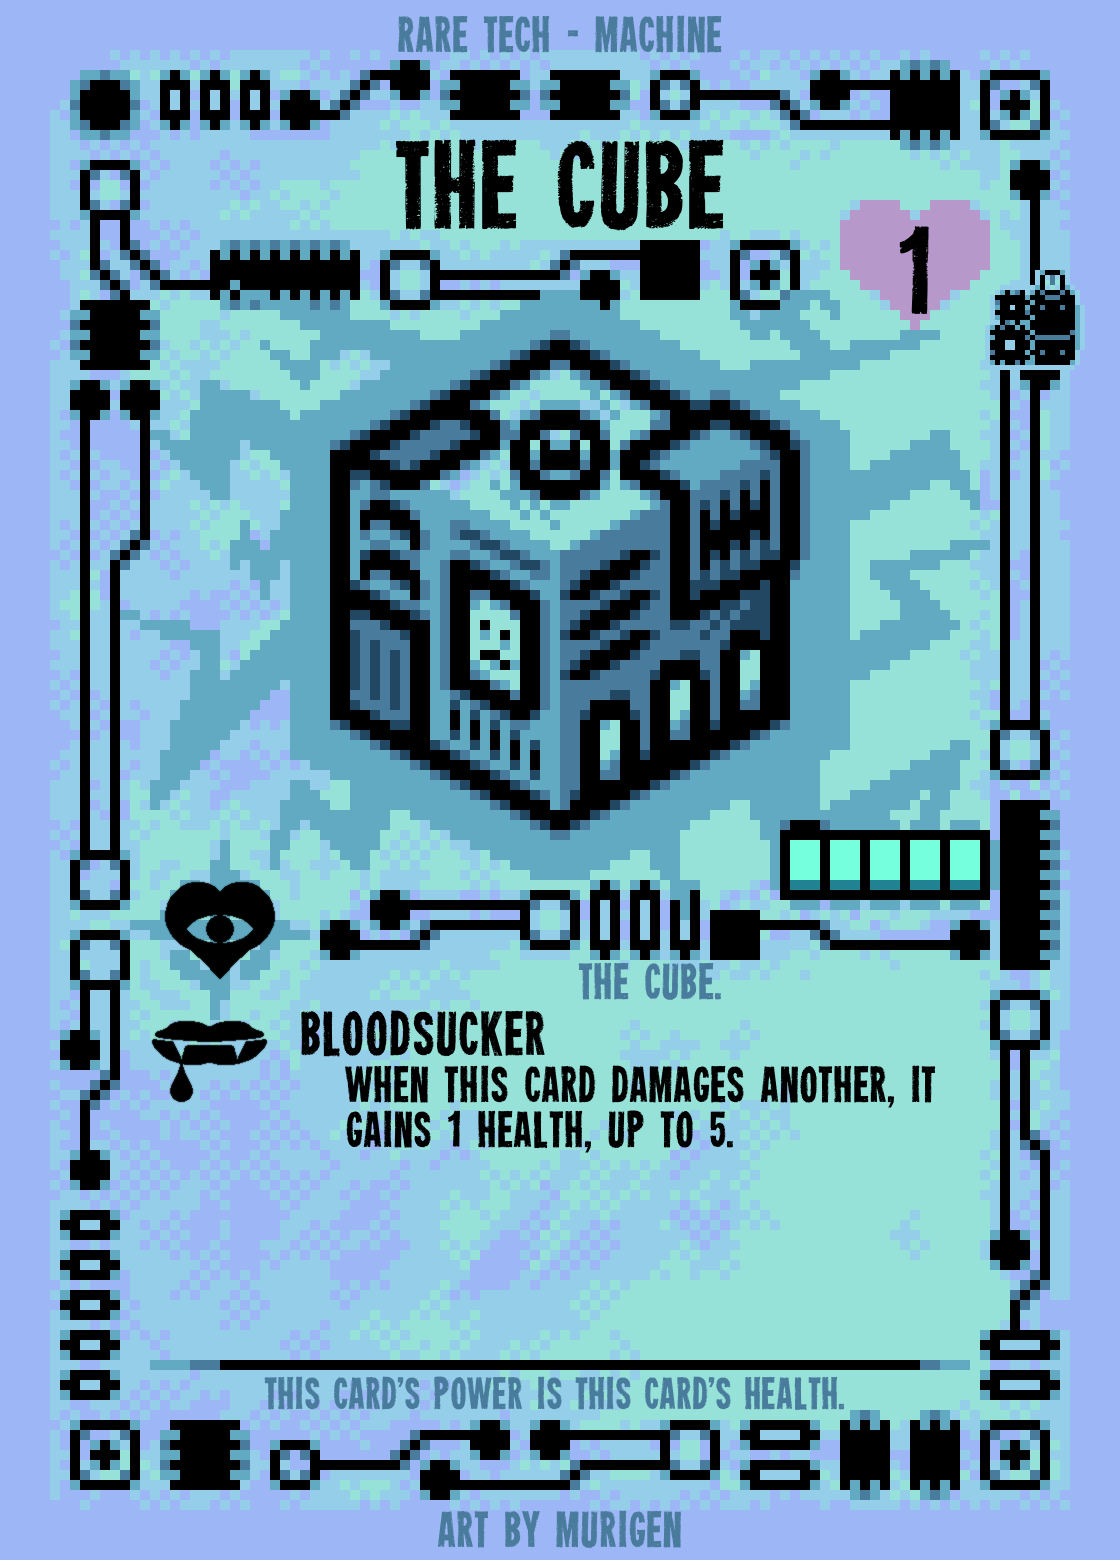 RARE TECH - MACHINE
THE CUBE
1
THE CUBE.
BLOODSUCKER
WHEN THIS CARD DAMAGES ANOTHER, IT
GAINS 1 HEALTH, UP TO 5.
THIS CARD'S POWER IS THIS CARD'S HEALTH.
ART BY MURIGEN